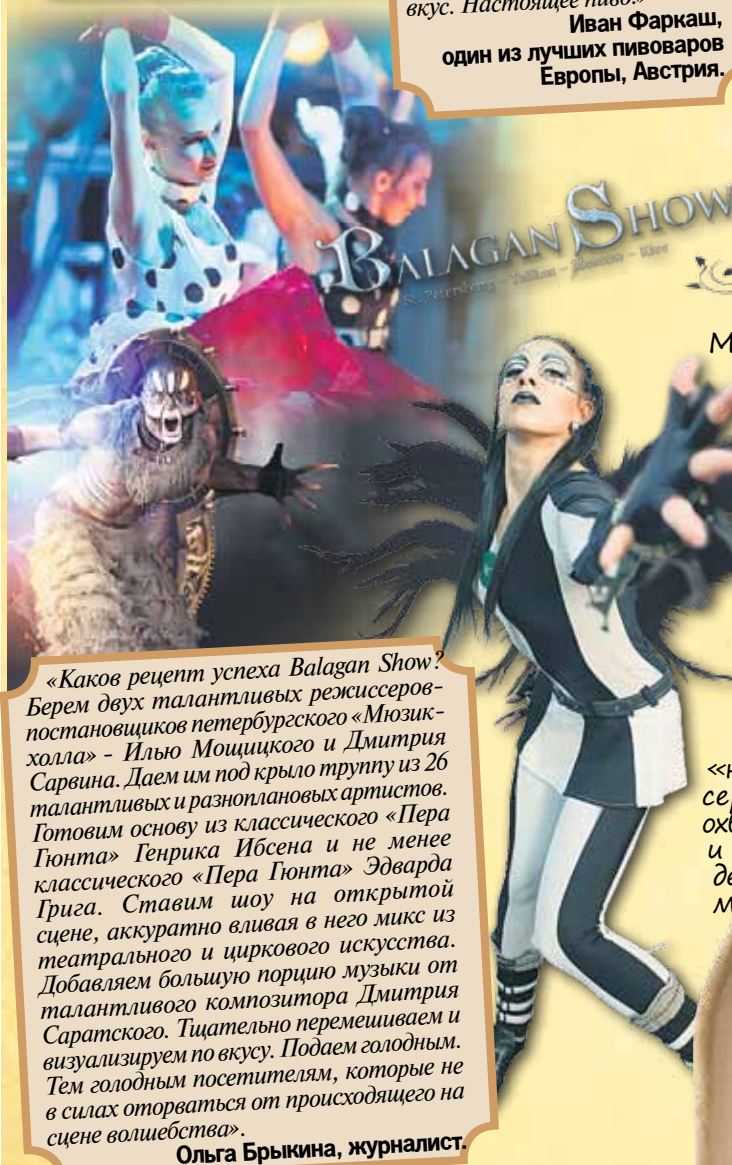 вкус. Настоящее пиво.»
Иван Фаркаш,
один из лучших пивоваров
Европы, Австрия.
BALAGAN SHOW
St. Petersburg – Tallinn – Moscow – Kiev
«Каков рецепт успеха Balagan Show?
Берем двух талантливых режиссеров-
постановщиков петербургского «Мюзик-
холла» - Илью Мощицкого и Дмитрия
Сарвина. Даем им под крыло труппу из 26
талантливых и разноплановых артистов.
Готовим основу из классического «Пера
Гюнта» Генрика Ибсена и не менее
классического «Пера Гюнта» Эдварда
Грига. Ставим шоу на открытой
сцене, аккуратно вливая в него микс из
театрального и циркового искусства.
Добавляем большую порцию музыки от
талантливого композитора Дмитрия
Саратского. Тщательно перемешиваем и
визуализируем по вкусу. Подаем голодным.
Тем голодным посетителям, которые не
в силах оторваться от происходящего на
сцене волшебства».
Ольга Брыкина, журналист.